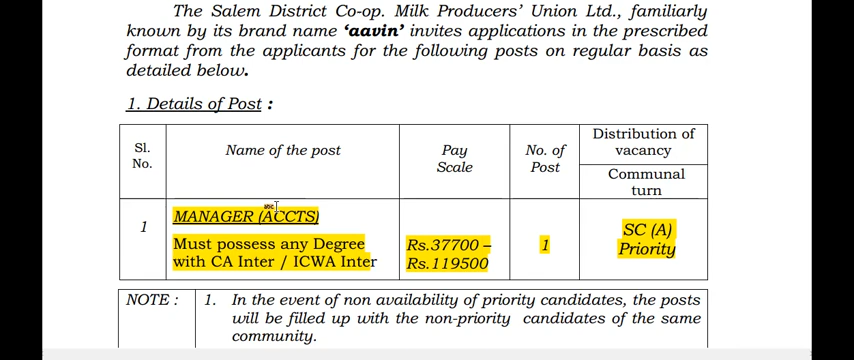 The Salem District Co-op. Milk Producers’ Union Ltd., familiarly
known by its brand name ‘aavin’ invites applications in the prescribed
format from the applicants for the following posts on regular basis as
detailed below.
1. Details of Post :
Sl.
No.
Name of the post
Pay
Scale
No. of
Post
Distribution of
vacancy
Communal
turn
1
MANAGER (ACCTS)
Must possess any Degree
with CA Inter / ICWA Inter
Rs.37700 –
Rs.119500
1
SC (A)
Priority
NOTE :
1. In the event of non availability of priority candidates, the posts
will be filled up with the non-priority candidates of the same
community.